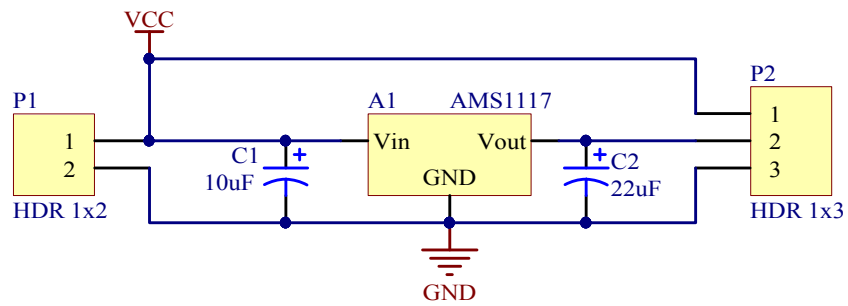 VCC
P2
P1
A1 AMS1117
1
1
Vin Vout
2
2
C1
C2
3
10uF
GND
22uF
HDR 1x2
HDR 1x3
GND